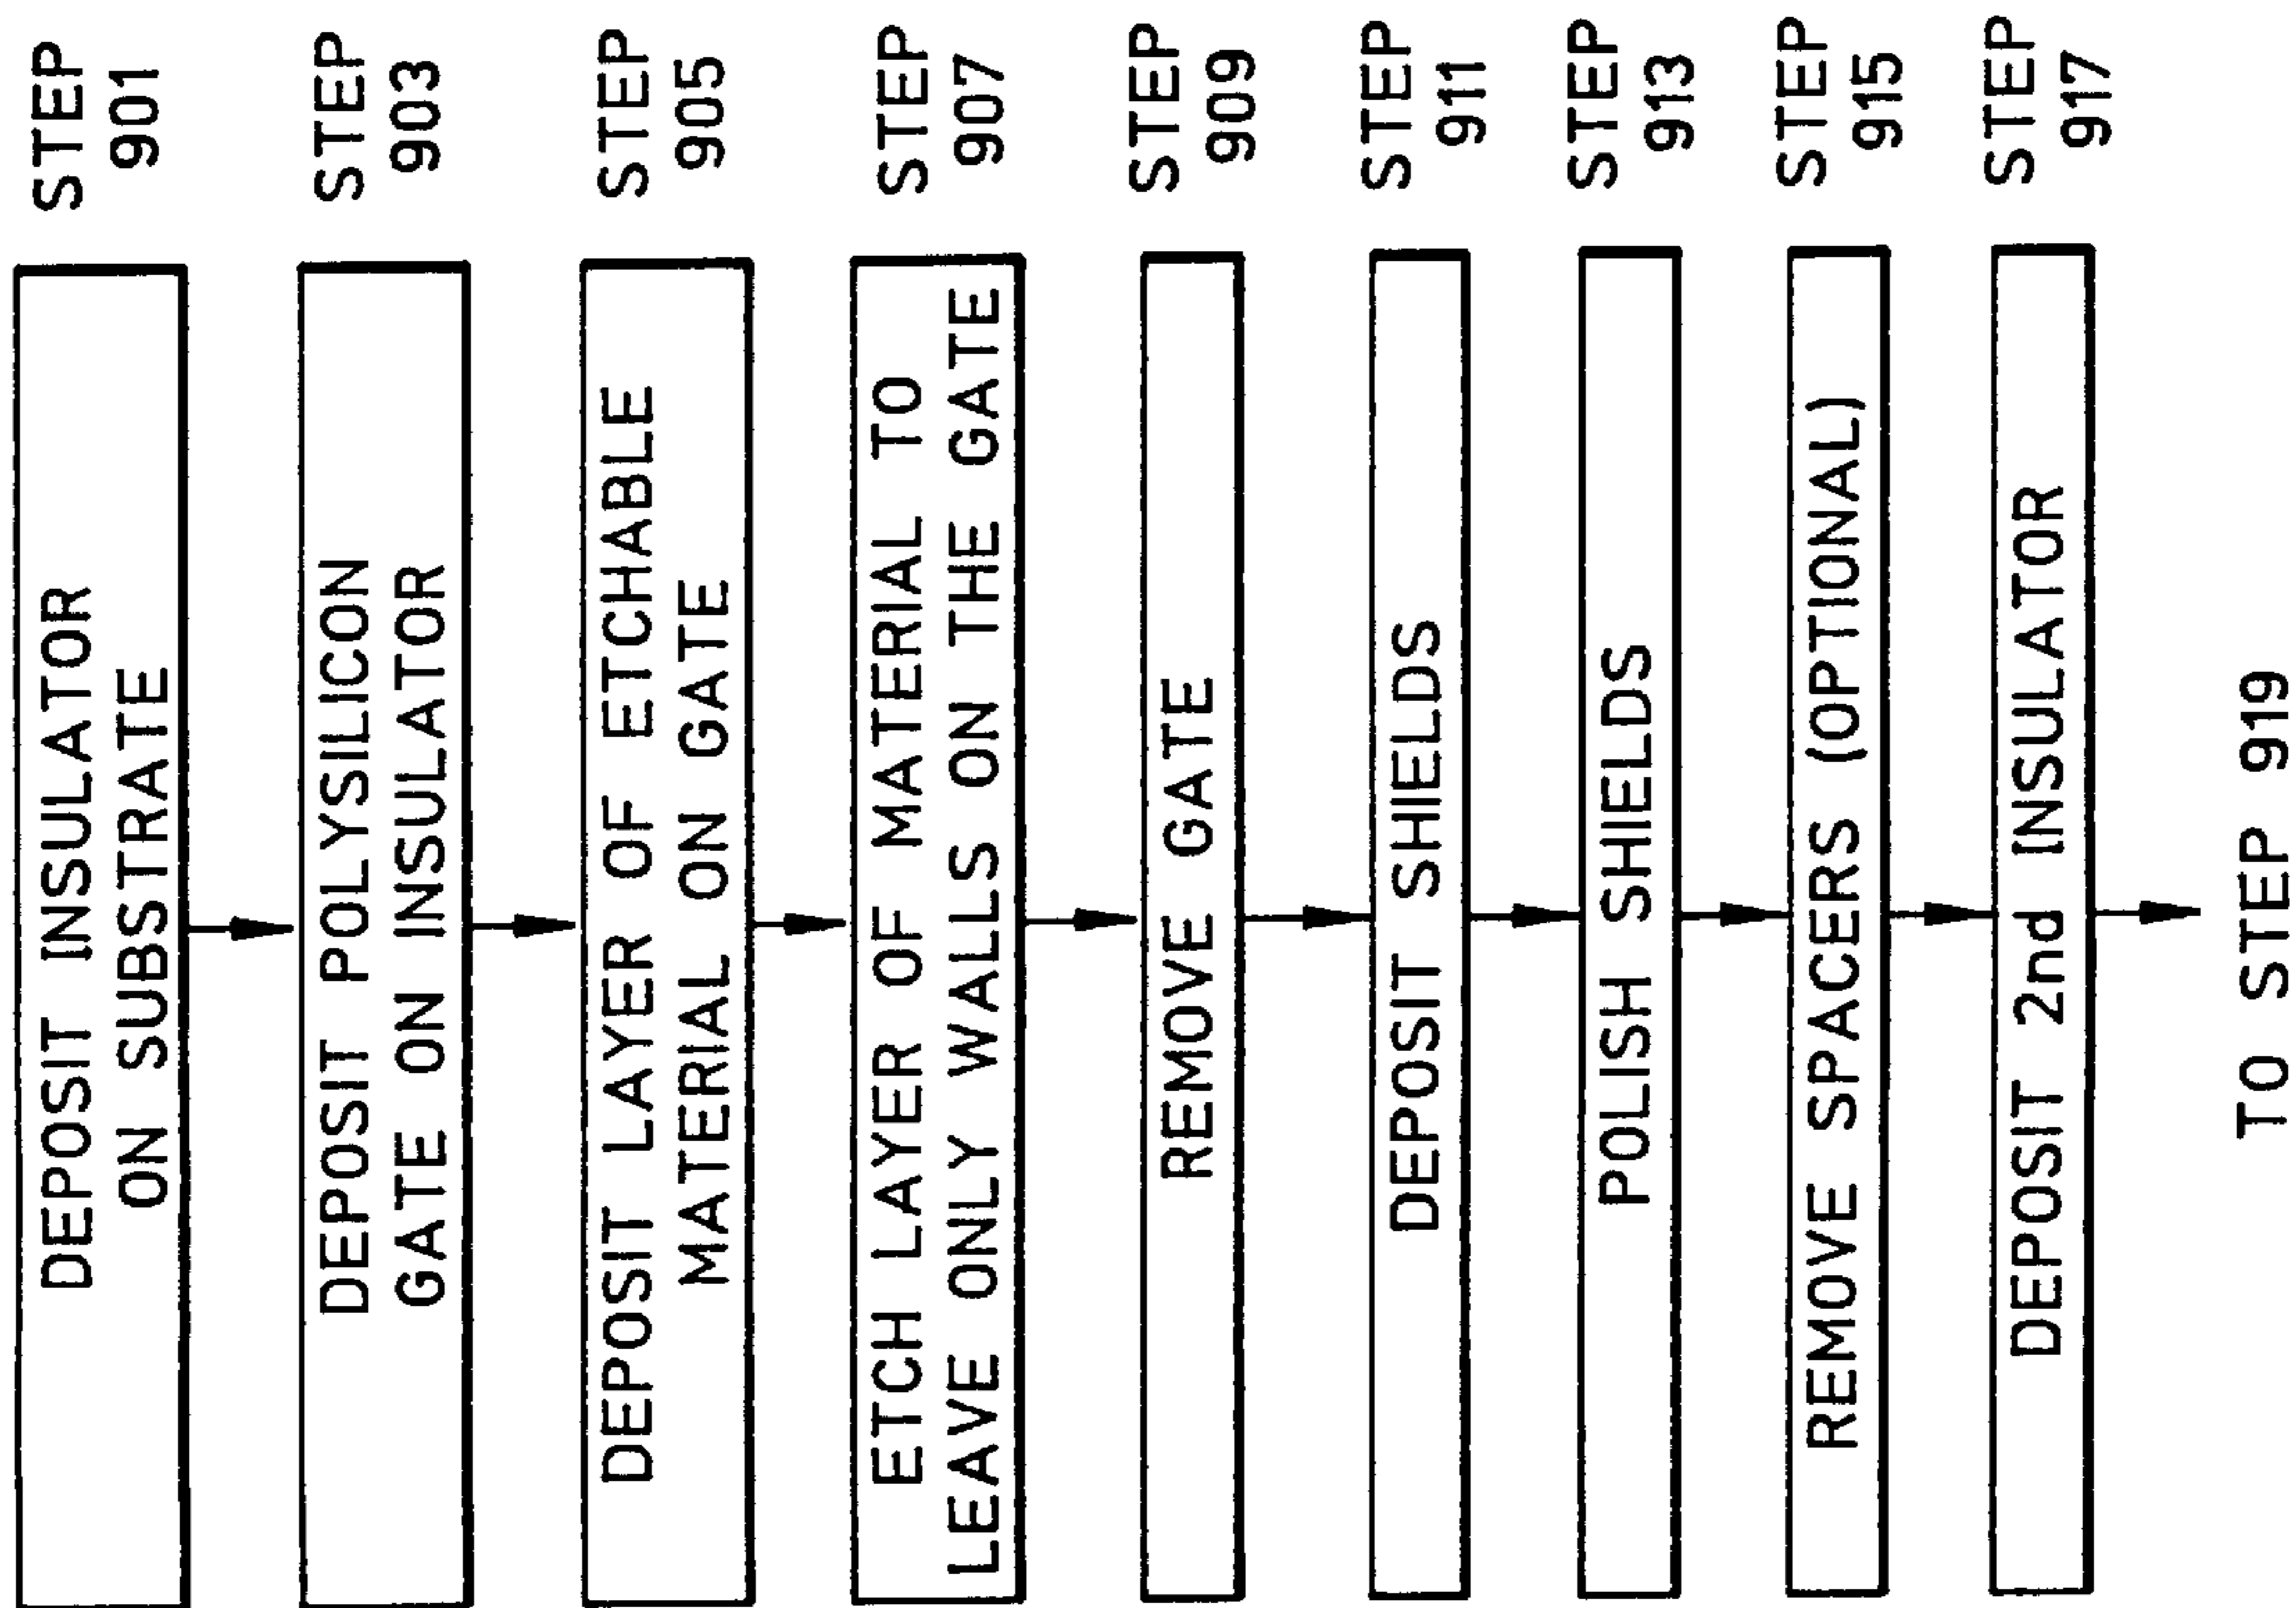 DEPOSIT INSULATOR
ON SUBSTRATE
STEP
901
DEPOSIT POLYSILICON
GATE ON INSULATOR
STEP
903
DEPOSIT LAYER OF ETCHABLE
MATERIAL ON GATE
STEP
905
ETCH LAYER OF MATERIAL TO
LEAVE ONLY WALLS ON THE GATE
STEP
907
REMOVE GATE
STEP
909
DEPOSIT SHIELDS
STEP
911
POLISH SHIELDS
STEP
913
REMOVE SPACERS (OPTIONAL)
STEP
915
DEPOSIT 2nd INSULATOR
STEP
917
TO STEP 919